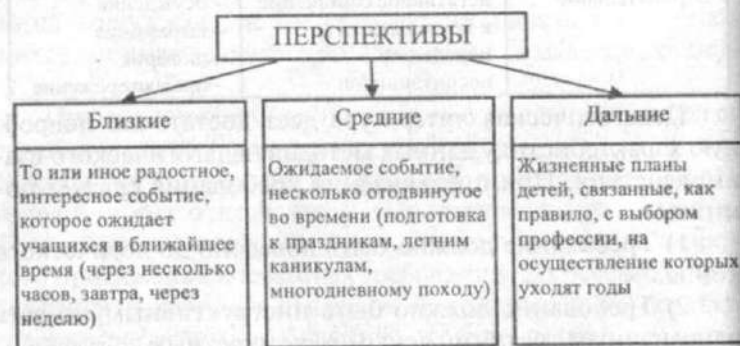 ПЕРСПЕКТИВЫ
Близкие
То или иное радостное,
интересное событие,
которое ожидает
учащихся в ближайшее
время (через несколько
часов, завтра, через
неделю)
Средние
Ожидаемое событие,
несколько отодвинутое
во времени (подготовка
к праздникам, летним
каникулам,
многодневному походу)
Дальние
Жизненные планы
детей, связанные, как
правило, с выбором
профессии, на
осуществление которых
уходят годы